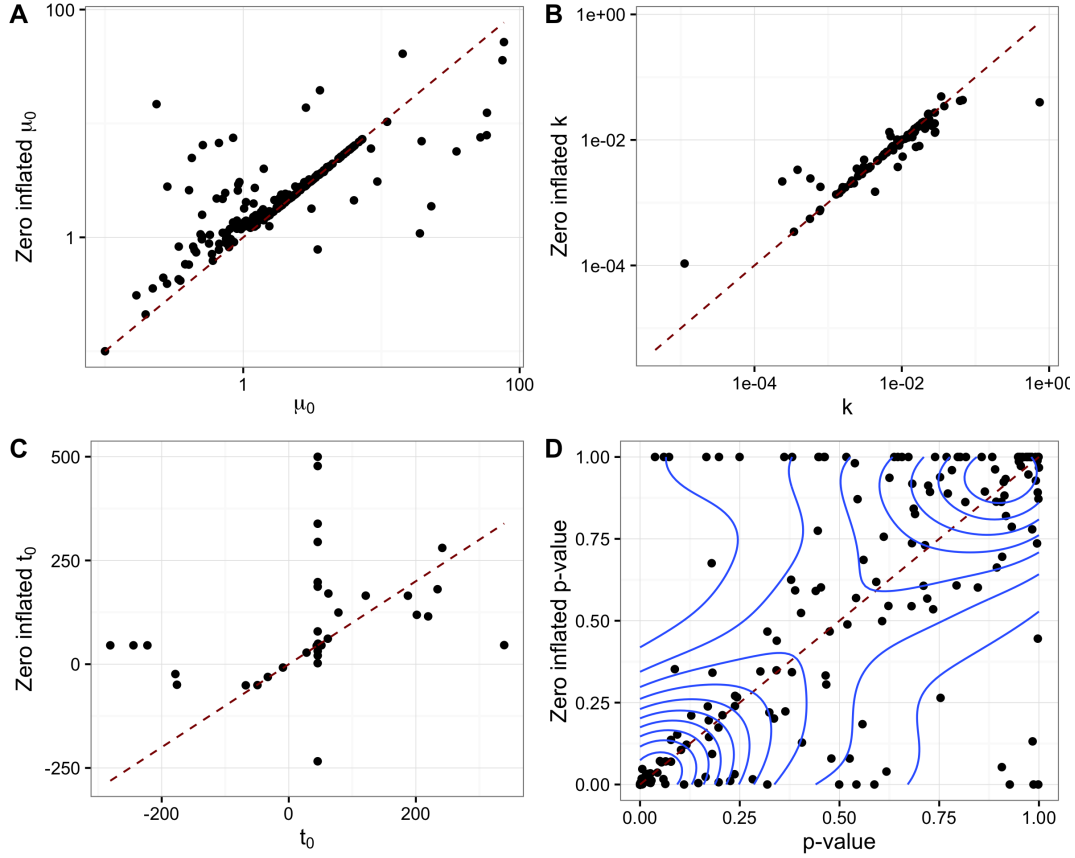 A
B
100
1
Zero inflated μ0
1
100
μ0
1e+00
1e-02
1e-04
Zero inflated k
1e-04
1e-02
1e+00
k
C
D
500
250
0
-250
Zero inflated t0
-200
0
200
t0
1.00
0.75
0.50
0.25
0.00
Zero inflated p-value
0.00
0.25
0.50
0.75
1.00
p-value